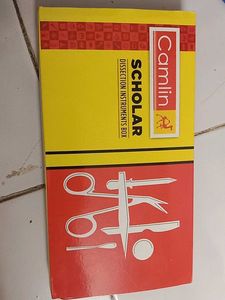 Camlin
SCHOLAR
DISSECTION INSTRUMENTS BOX